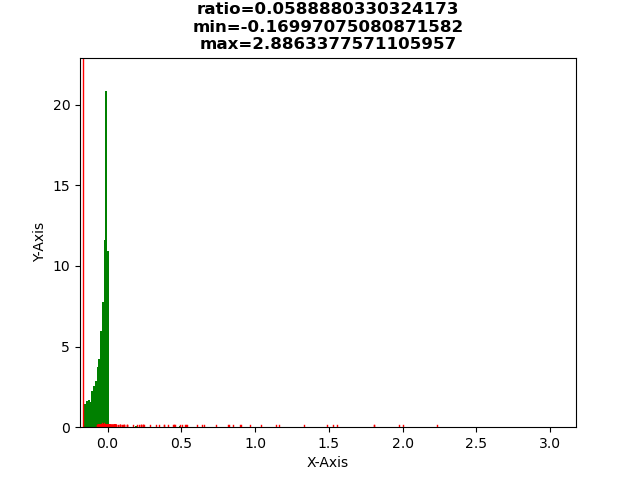 ratio=0.0588880330324173
min=-0.16997075080871582
max=2.8863377571105957
20
15
10
5
0
Y-Axis
0.0 0.5 1.0 1.5 2.0 2.5 3.0
X-Axis